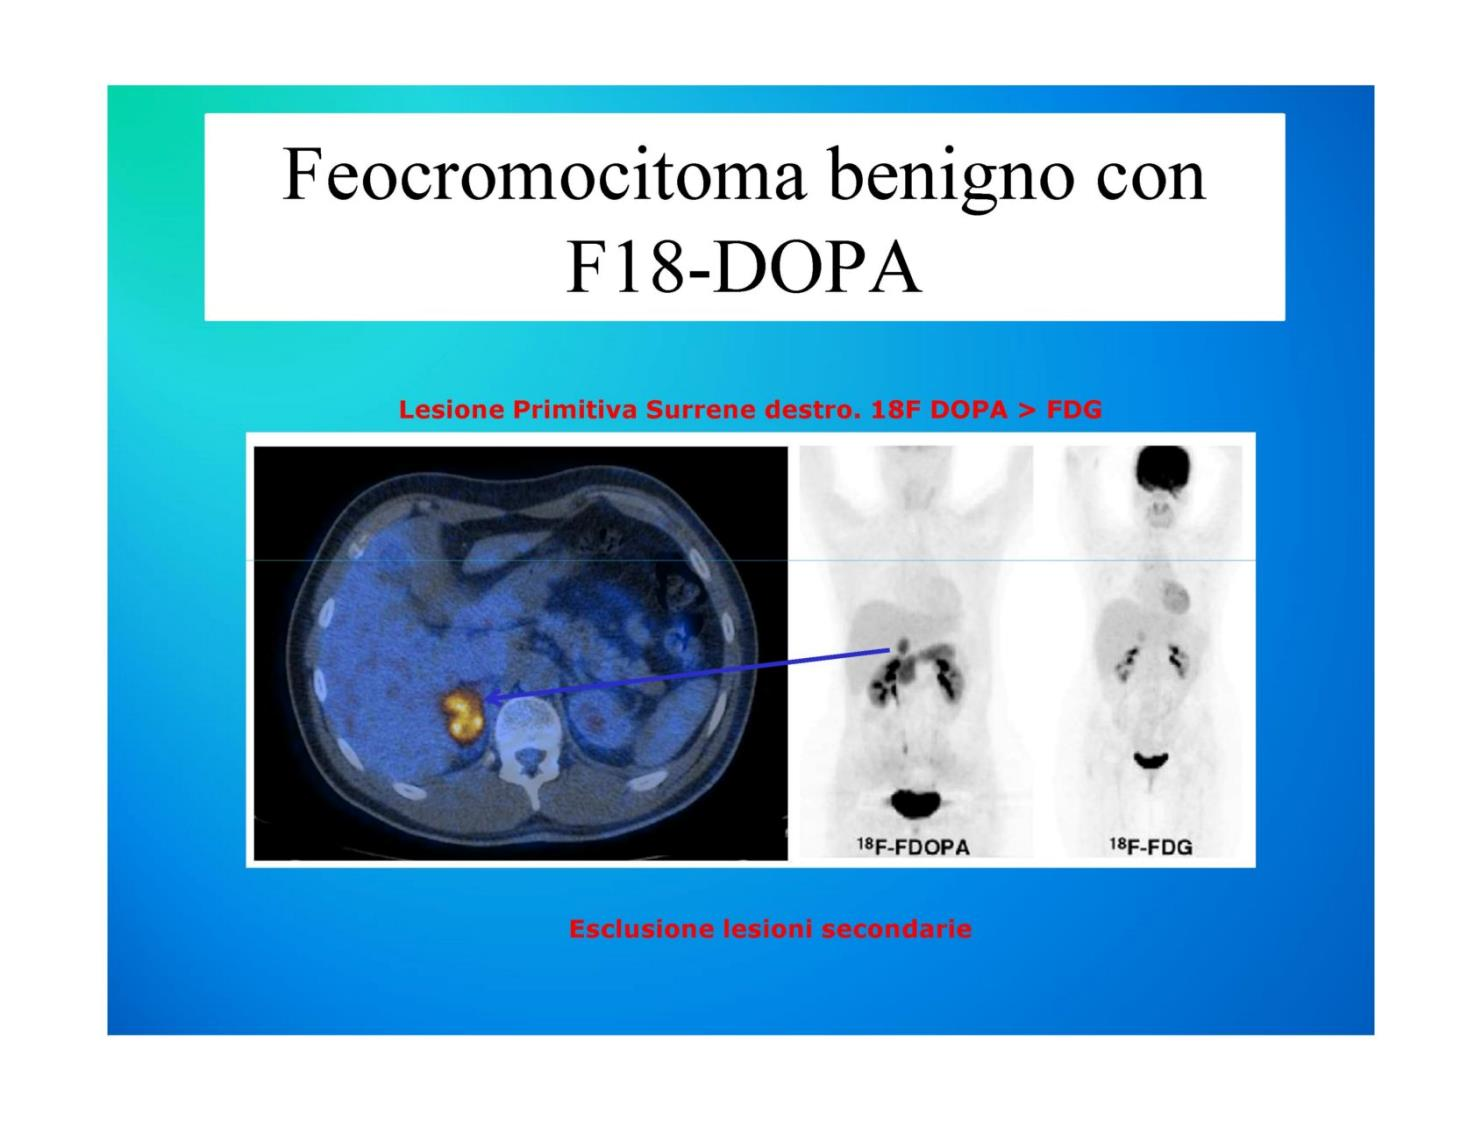 Feocromocitoma benigno con
F18-DOPA
Lesione Primitiva Surrene destro. 18F DOPA > FDG
¹⁸F-FDOPA
¹⁸F-FDG
Esclusione lesioni secondarie